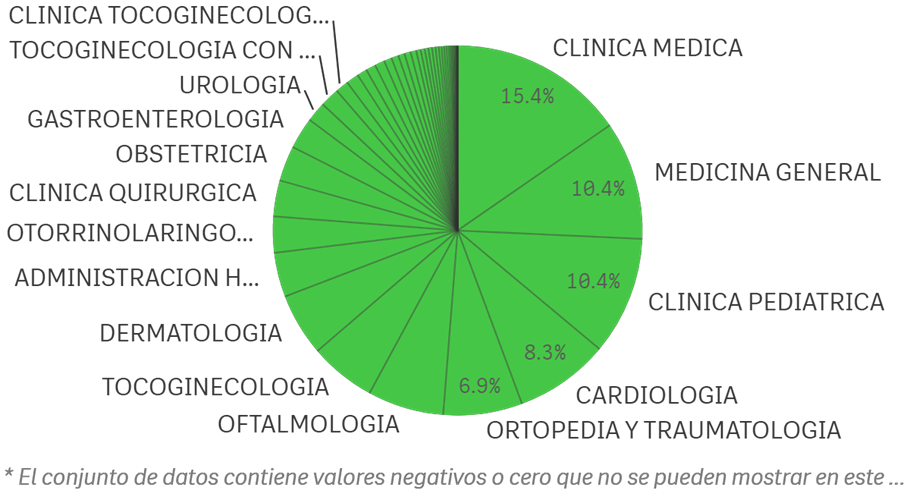 CLINICA TOCOGINECOLOG...
TOCOGINECOLOGIA CON ...
UROLOGIA
GASTROENTEROLOGIA
OBSTETRICIA
CLINICA QUIRURGICA
OTORRINOLARINGO...
ADMINISTRACION H...
DERMATOLOGIA
TOCOGINECOLOGIA
OFTALMOLOGIA
CLINICA MEDICA
15.4%
MEDICINA GENERAL
10.4%
CLINICA PEDIATRICA
10.4%
CARDIOLOGIA
8.3%
ORTOPEDIA Y TRAUMATOLOGIA
6.9%
* El conjunto de datos contiene valores negativos o cero que no se pueden mostrar en este ...